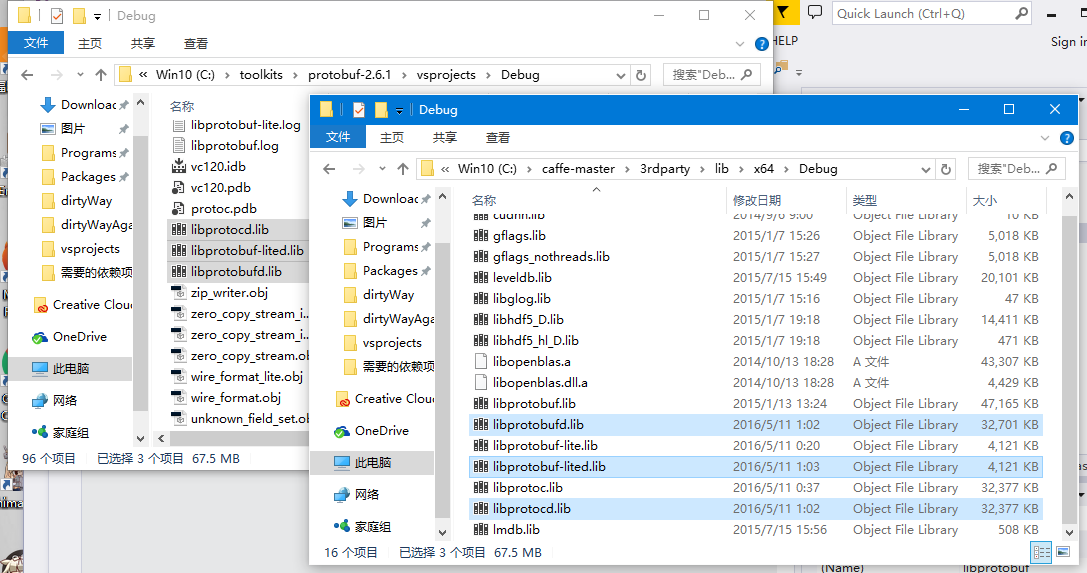 Debug
文件 主页 共享 查看
« Win10 (C:) › toolkits › protobuf-2.6.1 › vsprojects › Debug
搜索"Deb...
名称
libprotobuf-lite.log
libprotobuf.log
vc120.idb
vc120.pdb
protoc.pdb
libprotocd.lib
libprotobuf-lited.lib
libprotobufd.lib
zip_writer.obj
zero_copy_stream_i...
zero_copy_stream_i...
zero_copy_stream.ob
wire_format_lite.obj
wire_format.obj
unknown_field_set.ob
Downloac
图片
Programs
Packages
dirtyWay
dirtyWayAga
vsprojects
需要的依赖项
Creative Clou
OneDrive
此电脑
网络
家庭组
96 个项目 已选择 3 个项目 67.5 MB
Quick Launch (Ctrl+Q)
HELP
Sign in
Debug
文件 主页 共享 查看
« Win10 (C:) › caffe-master › 3rdparty › lib › x64 › Debug
搜索"Deb...
Downloac
图片
Programs
Packages
dirtyWay
dirtyWayAga
vsprojects
需要的依赖项
Creative Clou
OneDrive
此电脑
网络
家庭组
名称 修改日期 类型 大小
cudnn.lib 2014/9/6 9:00 Object File Library 10 KB
gflags.lib 2015/1/7 15:26 Object File Library 5,018 KB
gflags_nothreads.lib 2015/1/7 15:27 Object File Library 5,018 KB
leveldb.lib 2015/7/15 15:49 Object File Library 20,101 KB
libglog.lib 2015/1/7 15:16 Object File Library 47 KB
libhdf5_D.lib 2015/1/7 19:18 Object File Library 14,411 KB
libhdf5_hl_D.lib 2015/1/7 19:18 Object File Library 471 KB
libopenblas.a 2014/10/13 18:28 A 文件 43,307 KB
libopenblas.dll.a 2014/10/13 18:28 A 文件 4,429 KB
libprotobuf.lib 2015/1/13 13:24 Object File Library 47,165 KB
libprotobufd.lib 2016/5/11 1:02 Object File Library 32,701 KB
libprotobuf-lite.lib 2016/5/11 0:20 Object File Library 4,121 KB
libprotobuf-lited.lib 2016/5/11 1:03 Object File Library 4,121 KB
libprotoc.lib 2016/5/11 0:37 Object File Library 32,377 KB
libprotocd.lib 2016/5/11 1:02 Object File Library 32,377 KB
lmdb.lib 2015/7/15 15:56 Object File Library 508 KB
16 个项目 已选择 3 个项目 67.5 MB
(Name) libprotobuf